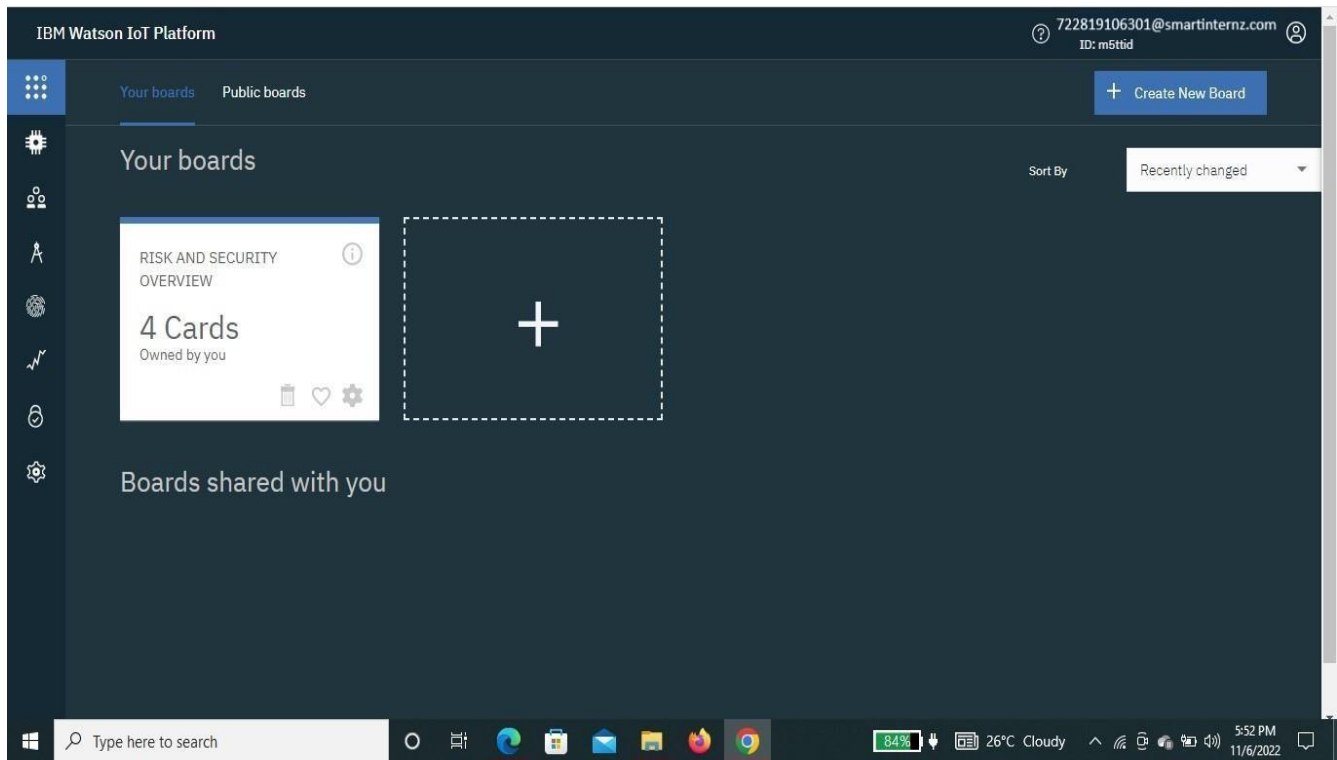 IBM Watson IoT Platform
722819106301@smartinternz.com
ID: m5ttid
Your boards
Public boards
+ Create New Board
Your boards
Sort By
Recently changed
RISK AND SECURITY
OVERVIEW
4 Cards
Owned by you
Boards shared with you
Type here to search
84%
26°C Cloudy
5:52 PM
11/6/2022